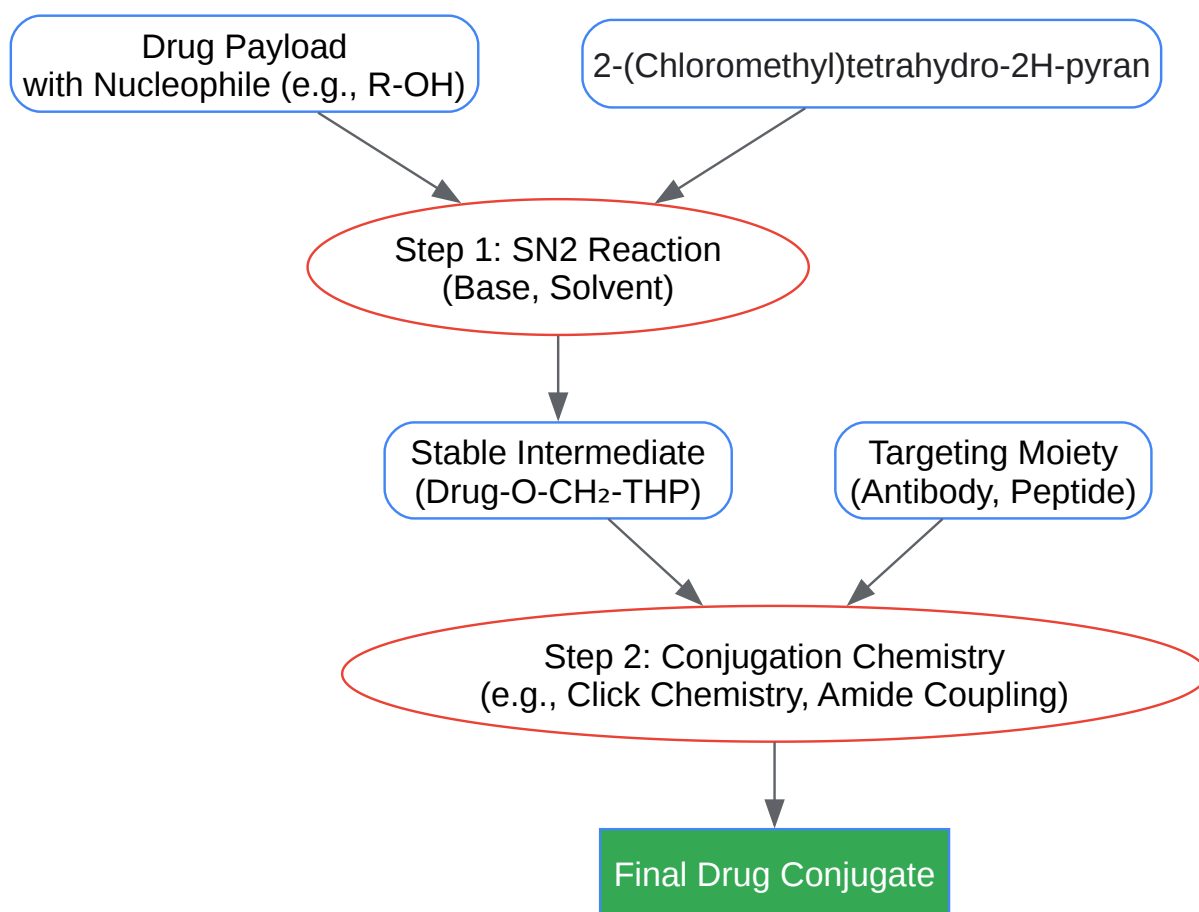 Drug Payload
with Nucleophile (e.g., R-OH)
2-(Chloromethyl)tetrahydro-2H-pyran
Step 1: SN2 Reaction
(Base, Solvent)
Stable Intermediate
(Drug-O-CH₂-THP)
Targeting Moiety
(Antibody, Peptide)
Step 2: Conjugation Chemistry
(e.g., Click Chemistry, Amide Coupling)
Final Drug Conjugate